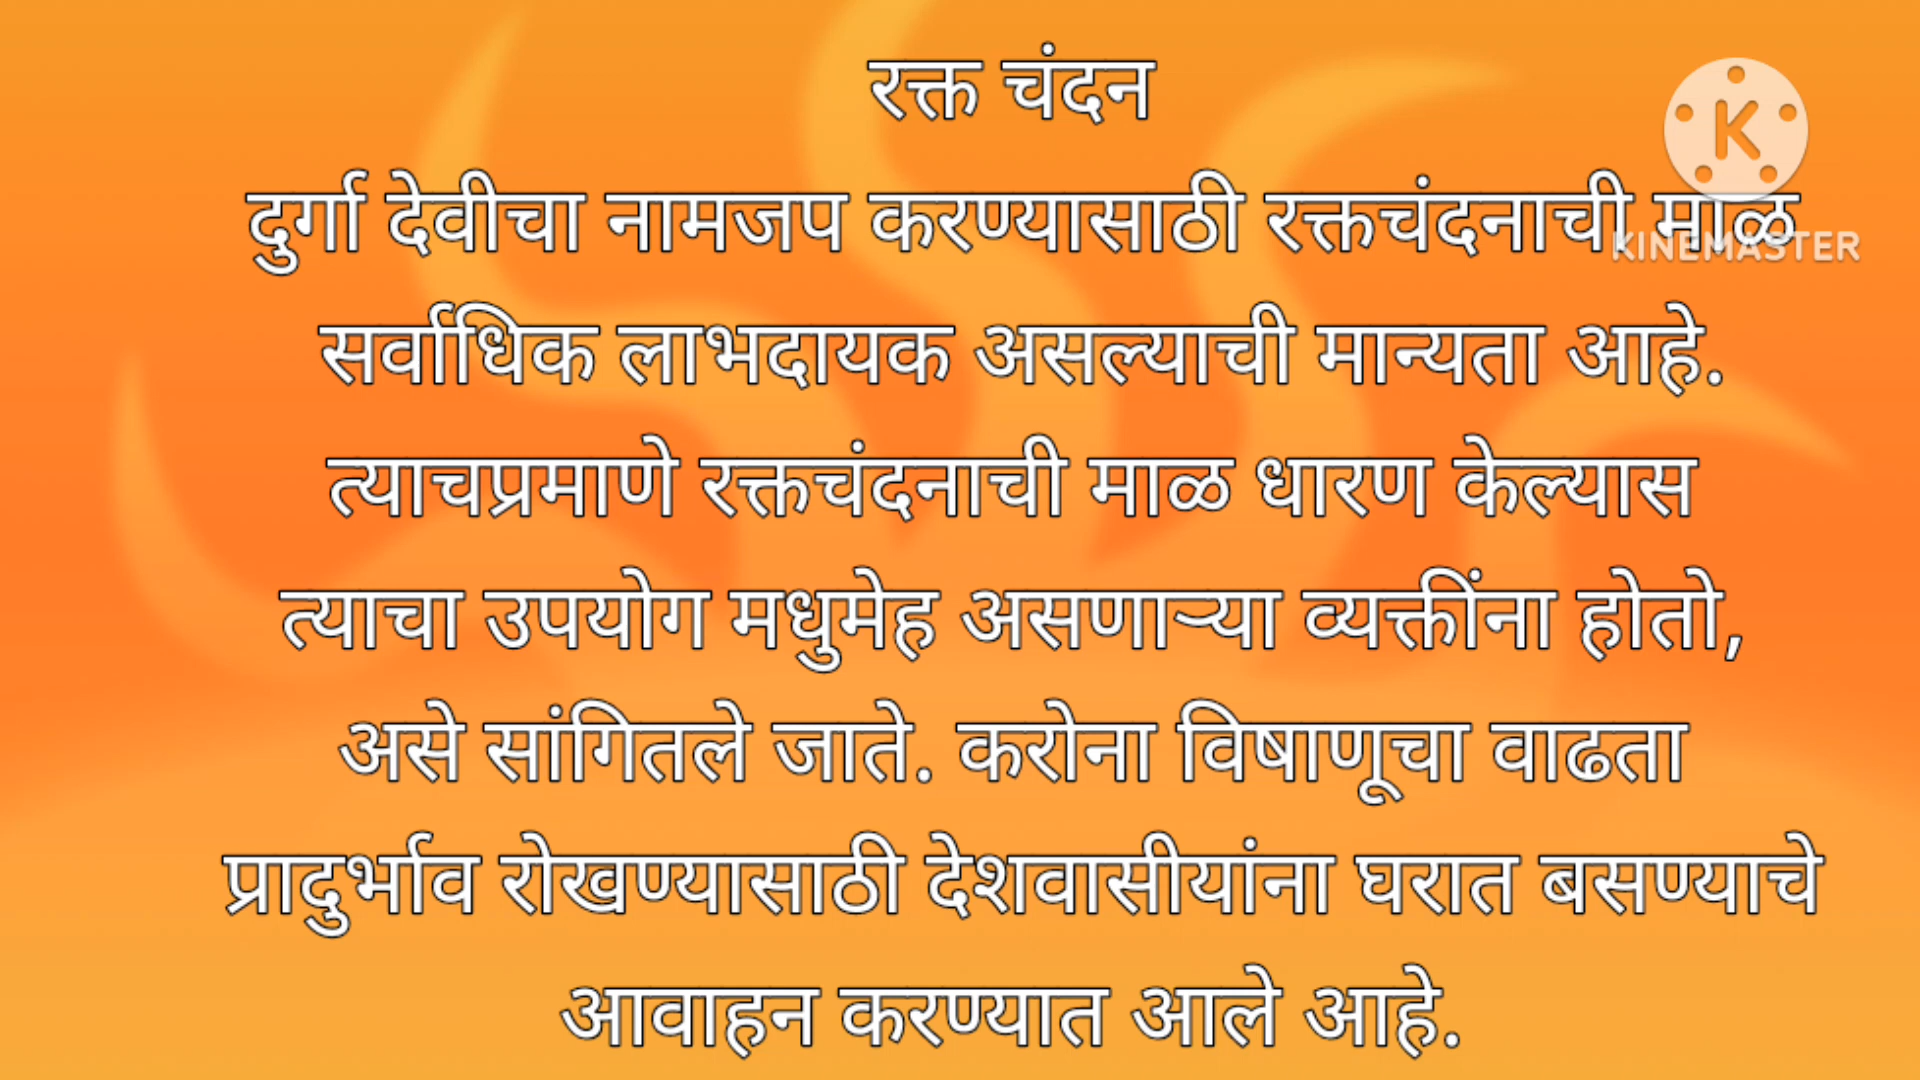 रक्त चंदन
दुर्गा देवीचा नामजप करण्यासाठी रक्तचंदनाची माळ
KINEMASTER
सर्वाधिक लाभदायक असल्याची मान्यता आहे.
त्याचप्रमाणे रक्तचंदनाची माळ धारण केल्यास
त्याचा उपयोग मधुमेह असणाऱ्या व्यक्तींना होतो,
असे सांगितले जाते. करोना विषाणूचा वाढता
प्रादुर्भाव रोखण्यासाठी देशवासीयांना घरात बसण्याचे
आवाहन करण्यात आले आहे.